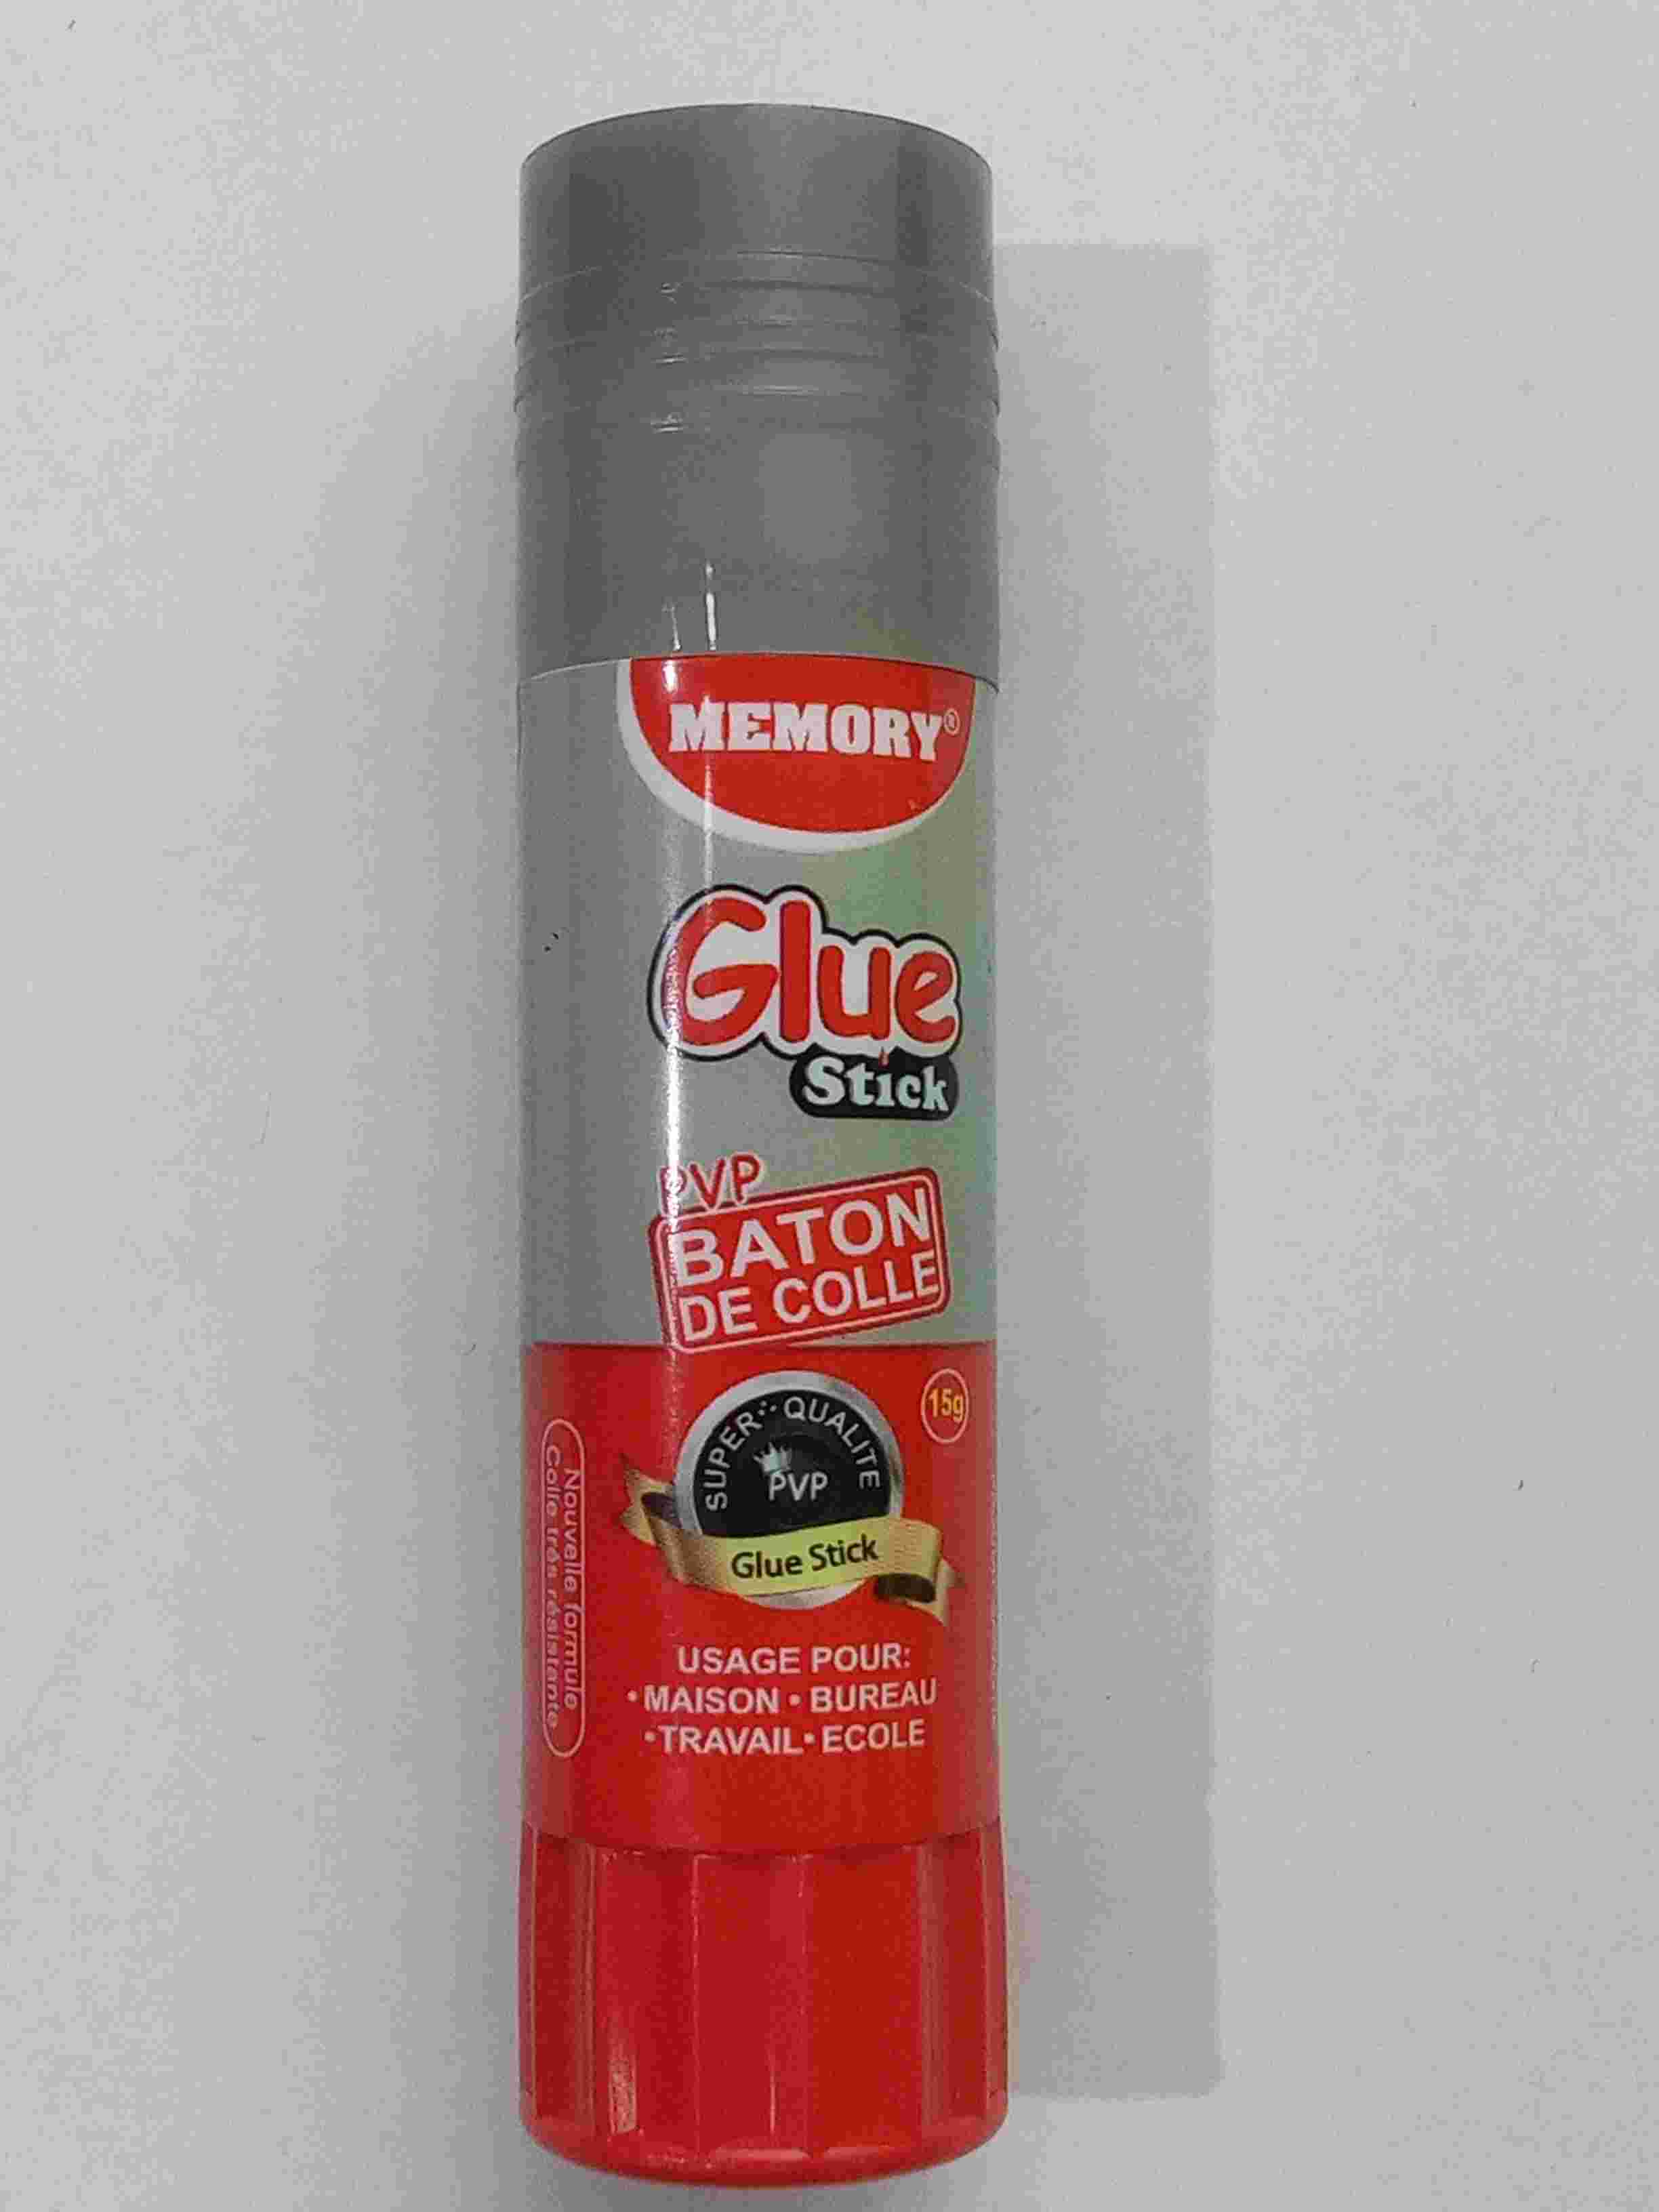 MEMORY®
Glue
Stick
PVP
BATON
DE COLLE
15g
SUPER QUALITE
PVP
Glue Stick
Nouvelle formule
Colle très résistante
USAGE POUR:
• MAISON • BUREAU
• TRAVAIL • ECOLE